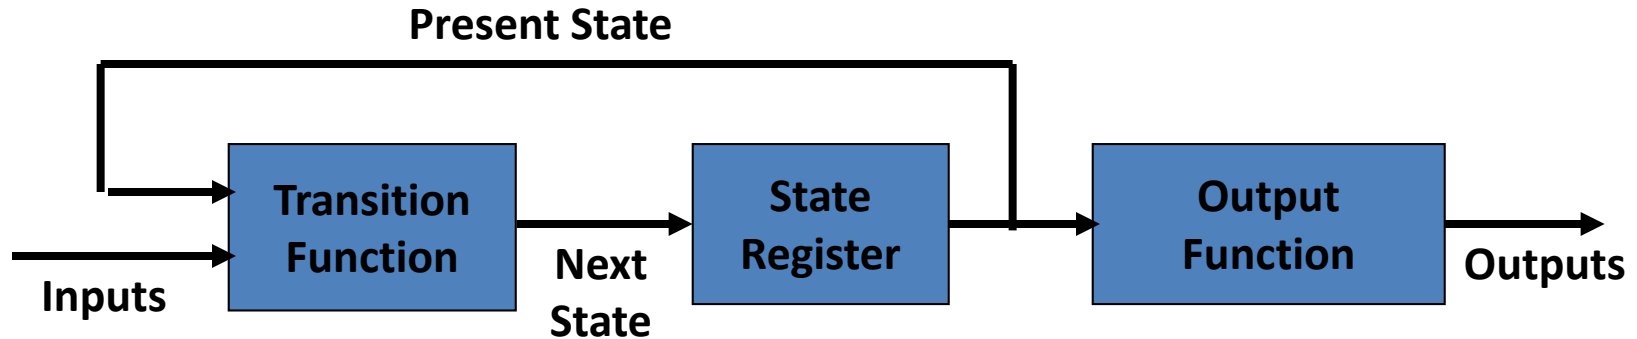 Present State
Transition
Function
State
Register
Output
Function
Inputs
Next
State
Outputs